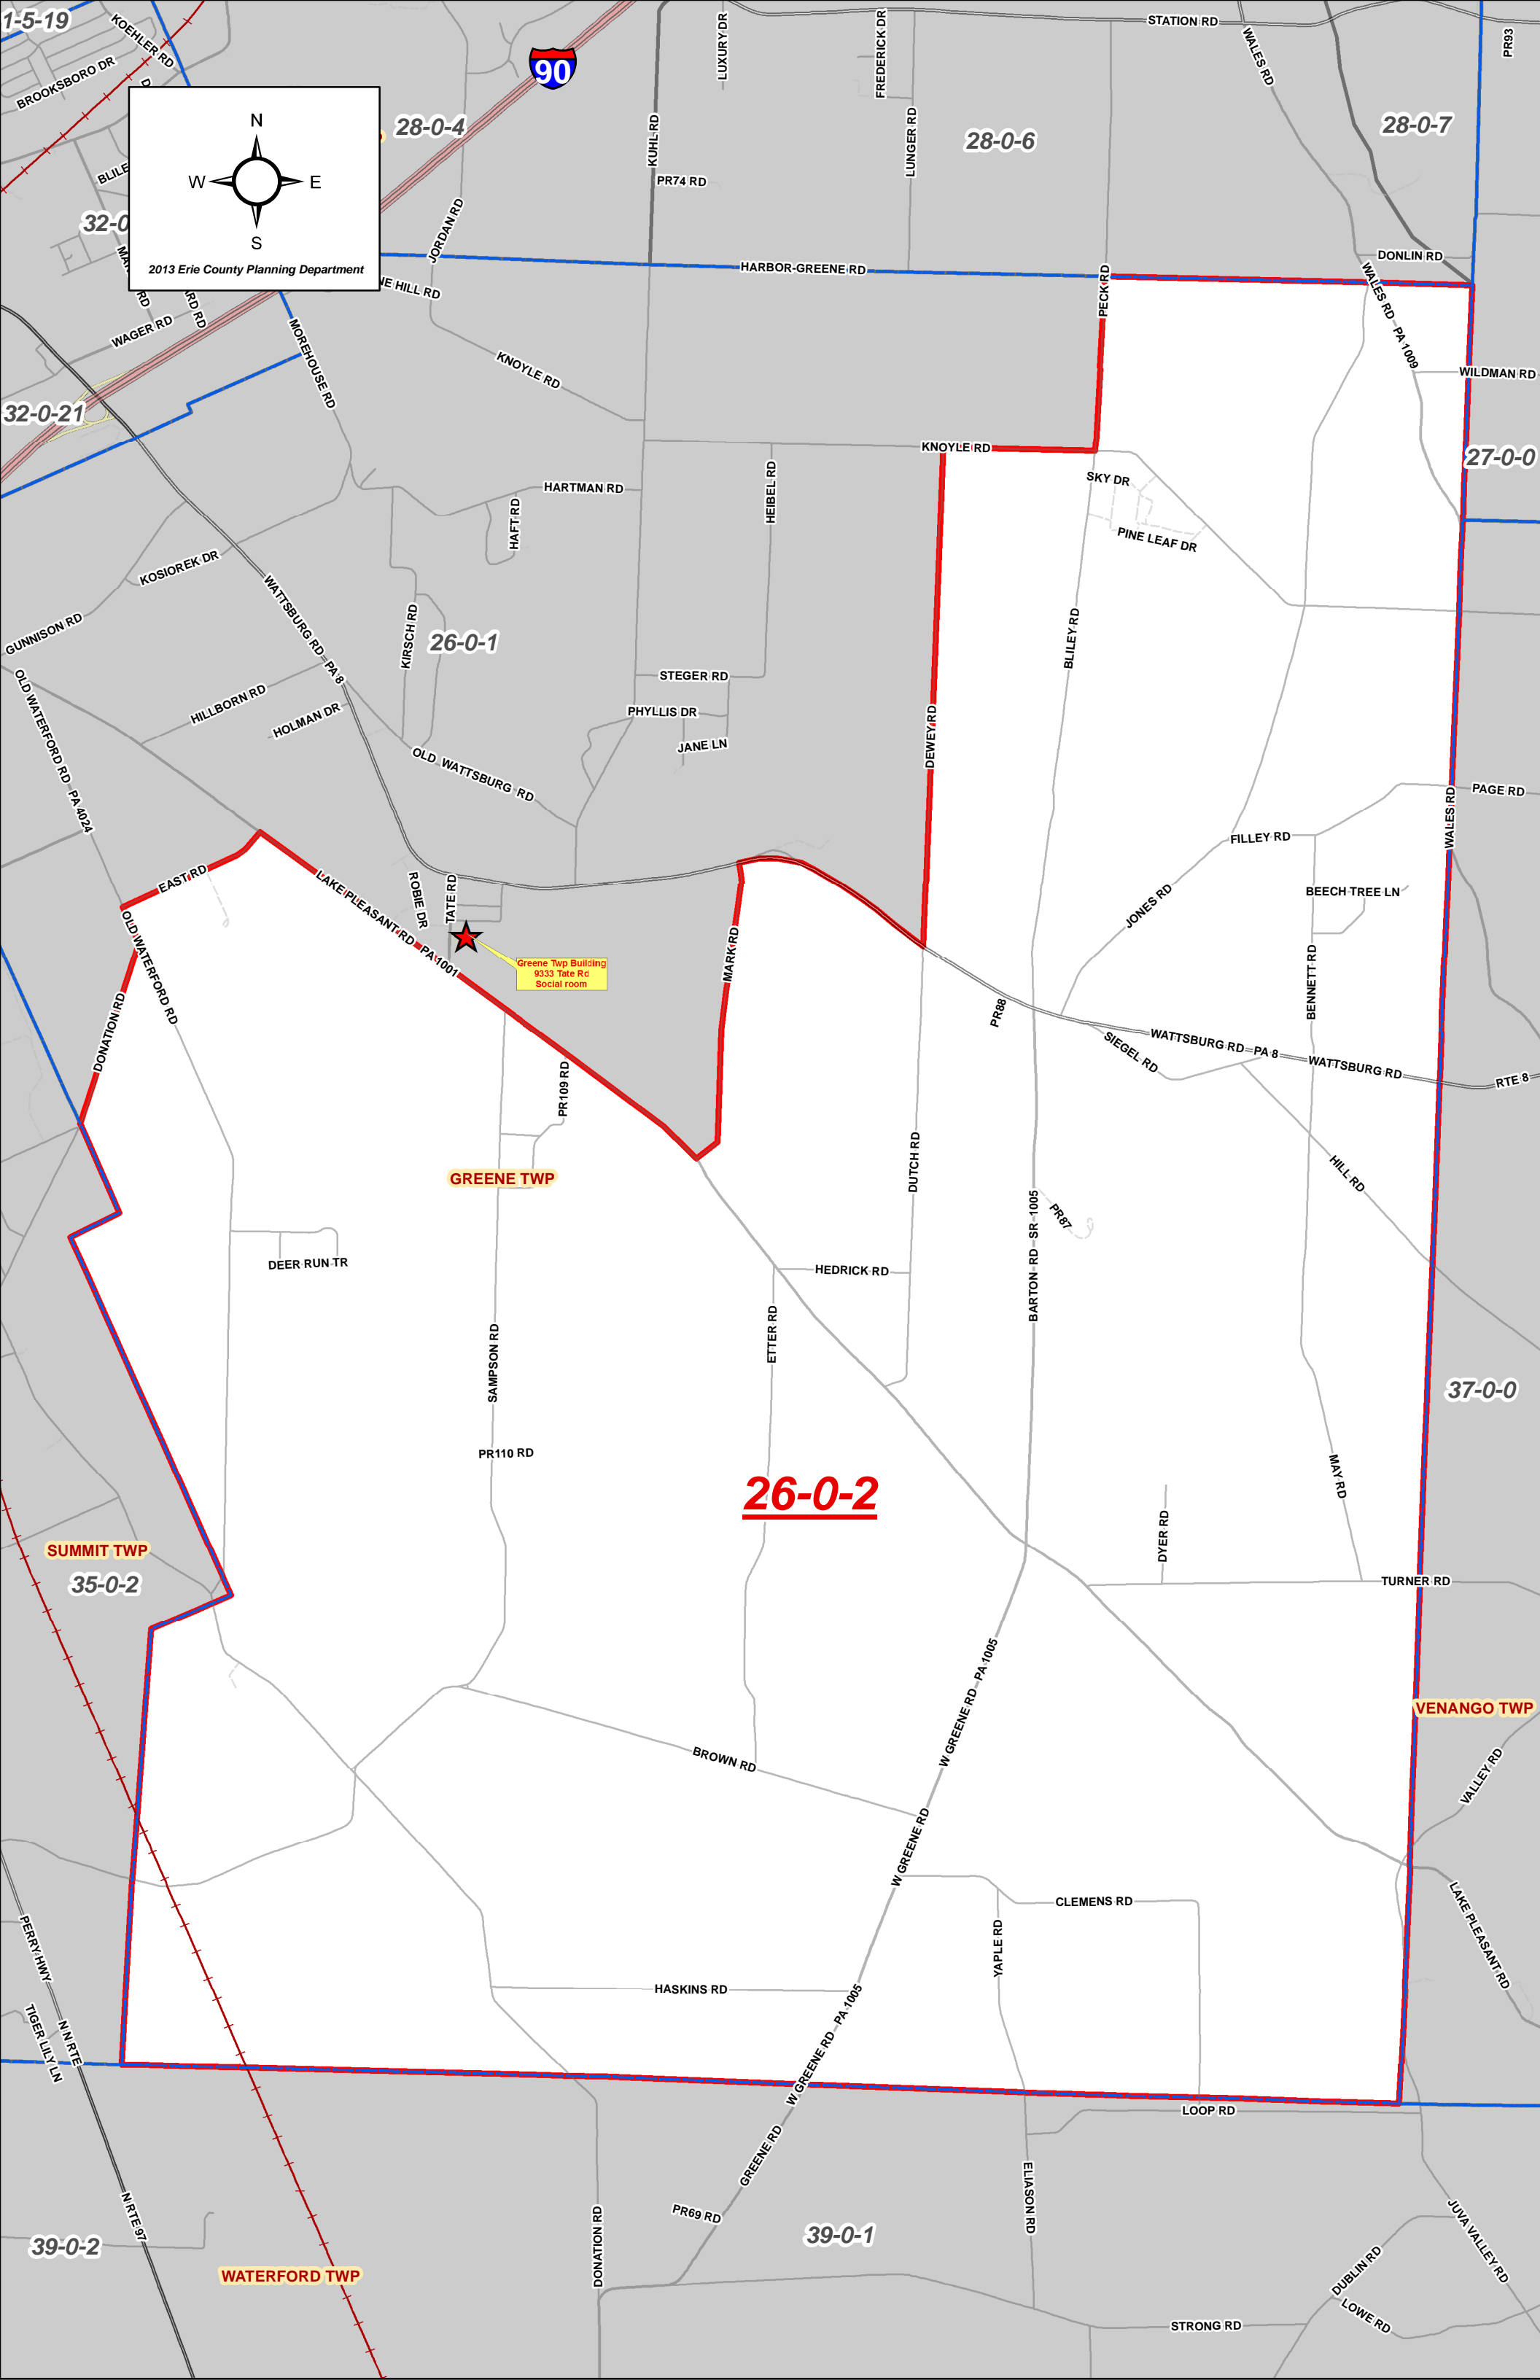 1-5-19
KOEHLER RD
BROOKSBORO DR
90
LUXURY DR
FREDERICK DR
STATION RD
WALES RD
PR93
28-0-4
KUHL RD
LUNGER RD
28-0-6
28-0-7
N
W
E
S
2013 Erie County Planning Department
PR74 RD
32-0
JORDAN RD
HARBOR-GREENE RD
DONLIN RD
NE HILL RD
PECK RD
WALES RD
PA 1009
WAGER RD
MOREHOUSE RD
KNOYLE RD
WILDMAN RD
32-0-21
KNOYLE RD
27-0-0
HARTMAN RD
HEIBEL RD
HAFT RD
SKY DR
PINE LEAF DR
KOSIOREK DR
WATTSBURG RD
PA 8
GUNNISON RD
KIRSCH RD
26-0-1
BLILEY RD
OLD WATERFORD RD
PA 4024
HILLBORN RD
HOLMAN DR
STEGER RD
PHYLLIS DR
JANE LN
DEWEY RD
OLD WATTSBURG RD
PAGE RD
WALES RD
FILLEY RD
EAST RD
LAKE PLEASANT RD
PA 1001
ROBIE DR
TATE RD
BEECH TREE LN
JONES RD
OLD WATERFORD RD
MARK RD
Greene Twp Building
9333 Tate Rd
Social room
BENNETT RD
DONATION RD
PR88
SIEGEL RD
WATTSBURG RD
PA 8
WATTSBURG RD
RTE 8
PR109 RD
DUTCH RD
HILL RD
GREENE TWP
BARTON RD
SR 1005
PR87
DEER RUN TR
HEDRICK RD
SAMPSON RD
ETTER RD
37-0-0
PR110 RD
MAY RD
26-0-2
DYER RD
SUMMIT TWP
35-0-2
TURNER RD
W GREENE RD
PA 1005
VENANGO TWP
BROWN RD
VALLEY RD
W GREENE RD
CLEMENS RD
LAKE PLEASANT RD
YAPLE RD
PERRY HWY
HASKINS RD
W GREENE RD
PA 1005
TIGER LILY LN
N N RTE
LOOP RD
GREENE RD
ELIASON RD
N RTE 97
PR69 RD
DONATION RD
39-0-2
39-0-1
JUVA VALLEY RD
WATERFORD TWP
DUBLIN RD
LOWE RD
STRONG RD